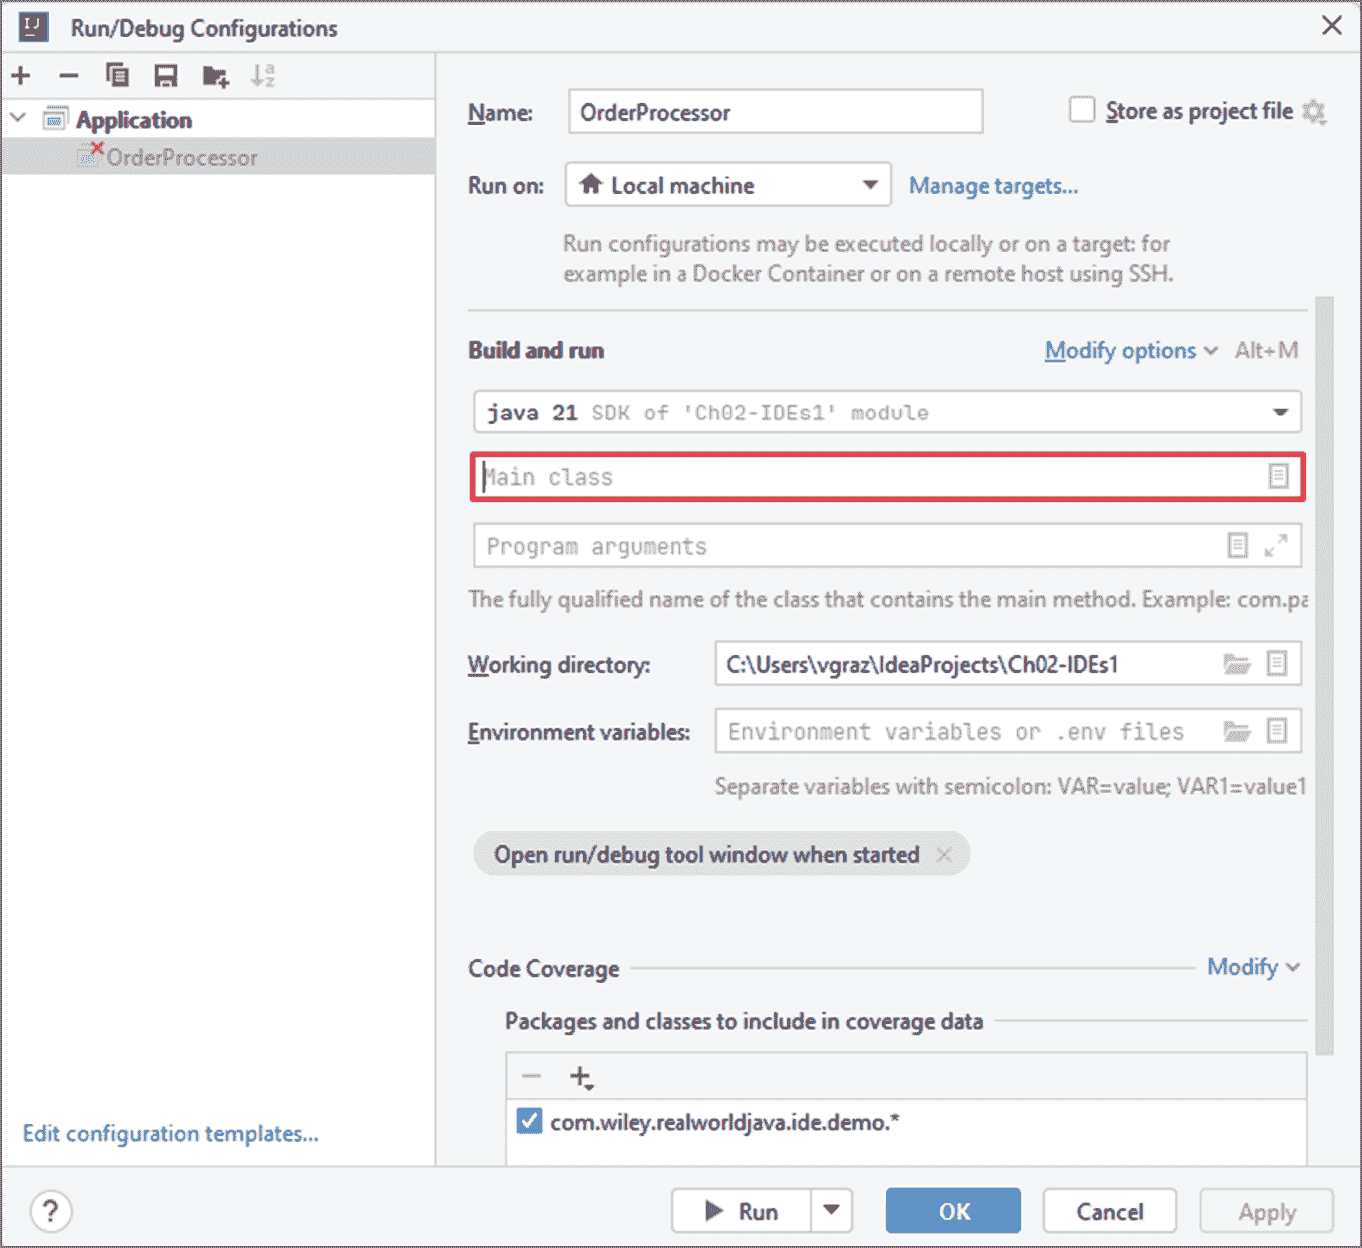 Run/Debug Configurations
Application
OrderProcessor
Name: OrderProcessor Store as project file
Run on: Local machine Manage targets...
Run configurations may be executed locally or on a target: for
example in a Docker Container or on a remote host using SSH.
Build and run Modify options Alt+M
java 21 SDK of 'Ch02-IDEs1' module
Main class
Program arguments
The fully qualified name of the class that contains the main method. Example: com.pa
Working directory: C:\Users\vgraz\IdeaProjects\Ch02-IDEs1
Environment variables: Environment variables or .env files
Separate variables with semicolon: VAR=value; VAR1=value1
Open run/debug tool window when started
Code Coverage Modify
Packages and classes to include in coverage data
com.wiley.realworldjava.ide.demo.*
Edit configuration templates...
? Run OK Cancel Apply